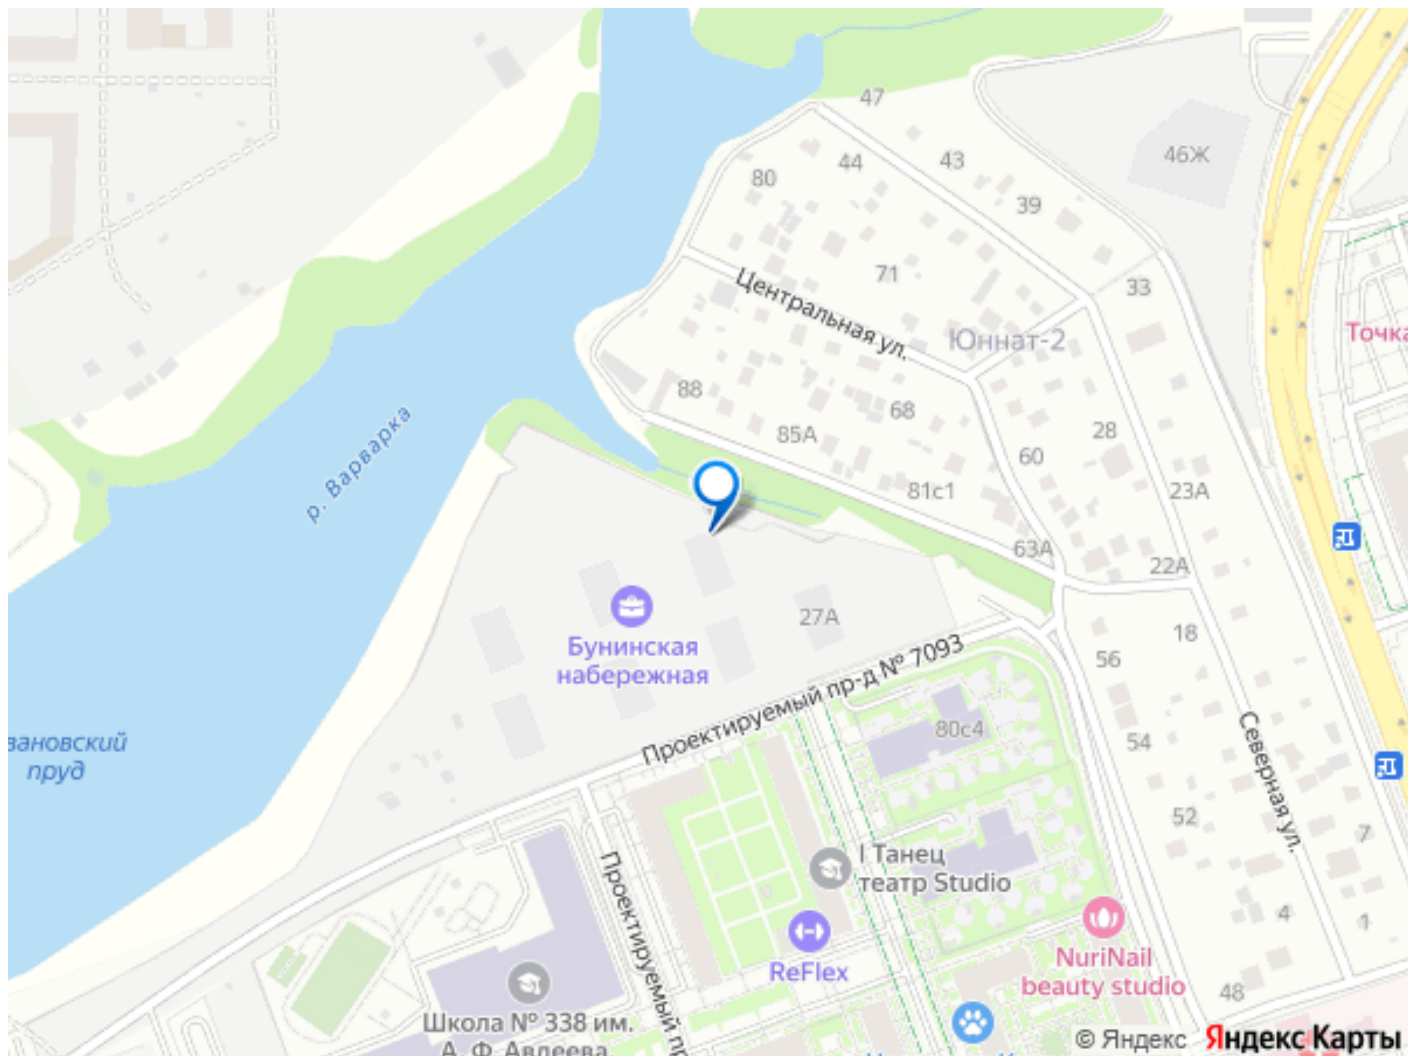 47
46Ж
44
43
80
39
71
33
Центральная ул.
Юннат-2
Точка
р. Варварка
88
68
85А
28
60
81с1
23А
63А
22А
27А
18
Бунинская
набережная
56
Проектируемый пр-д № 7093
80с4
54
Северная ул.
вановский
пруд
52
7
I Танец
театр Studio
Проектируемый пр
4
1
ReFlex
NuriNail
beauty studio
48
Школа № 338 им.
А. Ф. Авдеева
© Яндекс Яндекс Карты